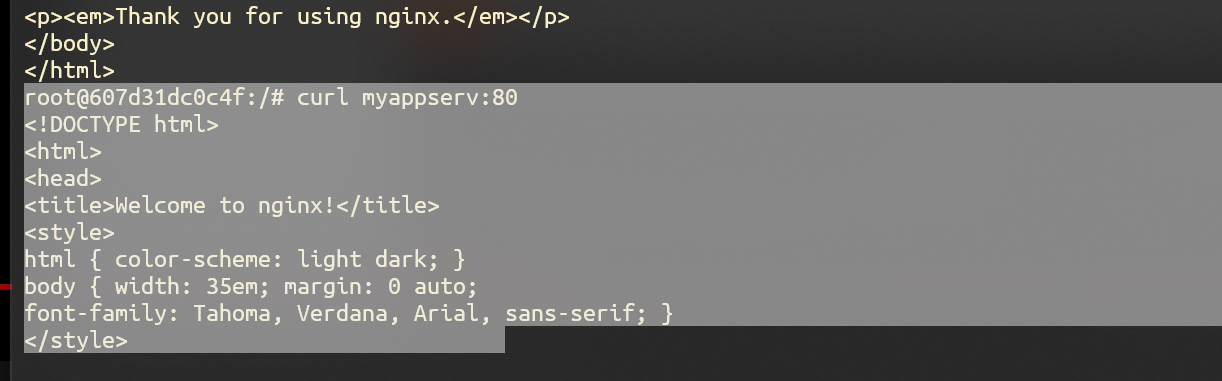 <p><em>Thank you for using nginx.</em></p>
</body>
</html>
root@607d31dc0c4f:/# curl myappserv:80
<!DOCTYPE html>
<html>
<head>
<title>Welcome to nginx!</title>
<style>
html { color-scheme: light dark; }
body { width: 35em; margin: 0 auto;
font-family: Tahoma, Verdana, Arial, sans-serif; }
</style>